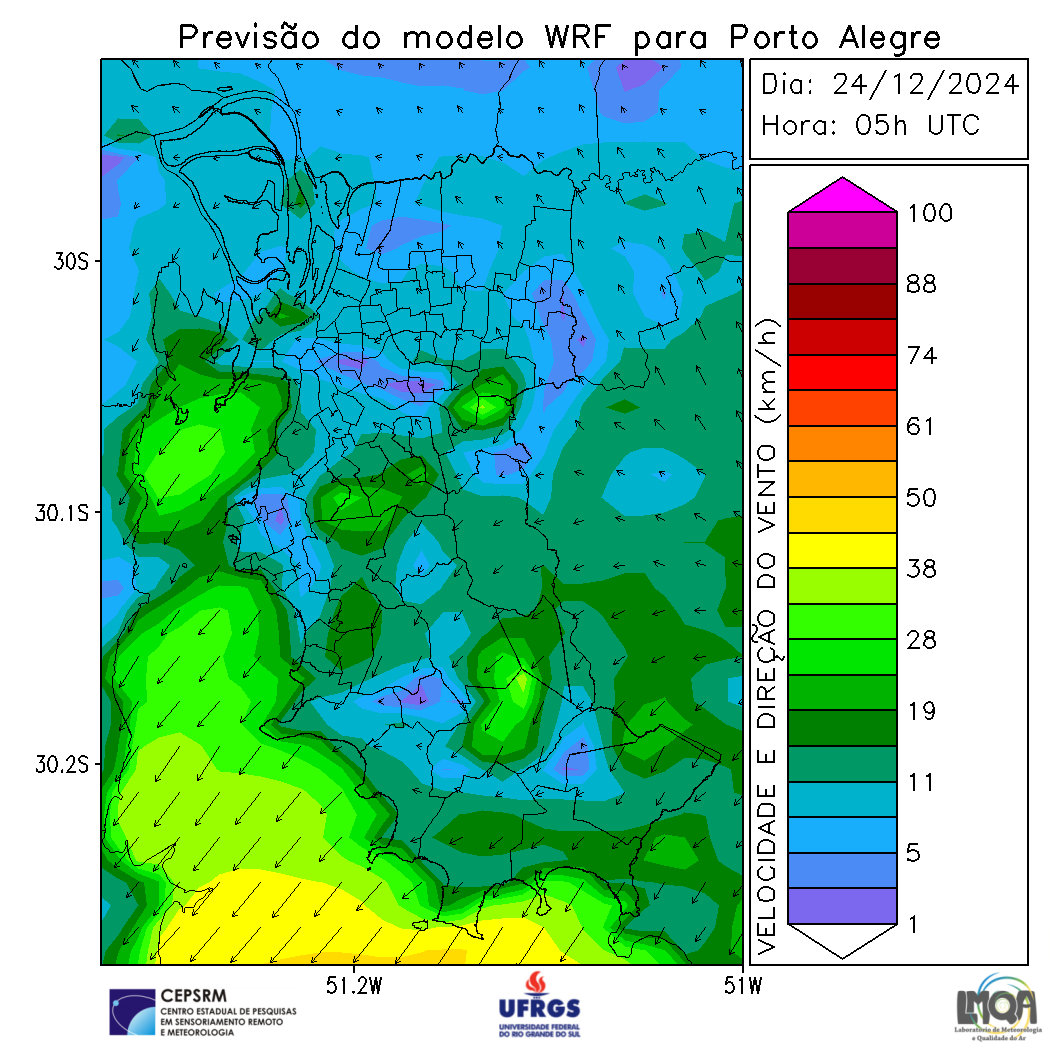 Previsão do modelo WRF para Porto Alegre
Dia: 24/12/2024
Hora: 05h UTC
30S
30.1S
30.2S
51.2W
51W
VELOCIDADE E DIREÇÃO DO VENTO (km/h)
100
88
74
61
50
38
28
19
11
5
1
CEPSRM
CENTRO ESTADUAL DE PESQUISAS
EM SENSORIAMENTO REMOTO
E METEOROLOGIA
UFRGS
UNIVERSIDADE FEDERAL
DO RIO GRANDE DO SUL
LMQA
Laboratório de Meteorologia
e Qualidade do Ar